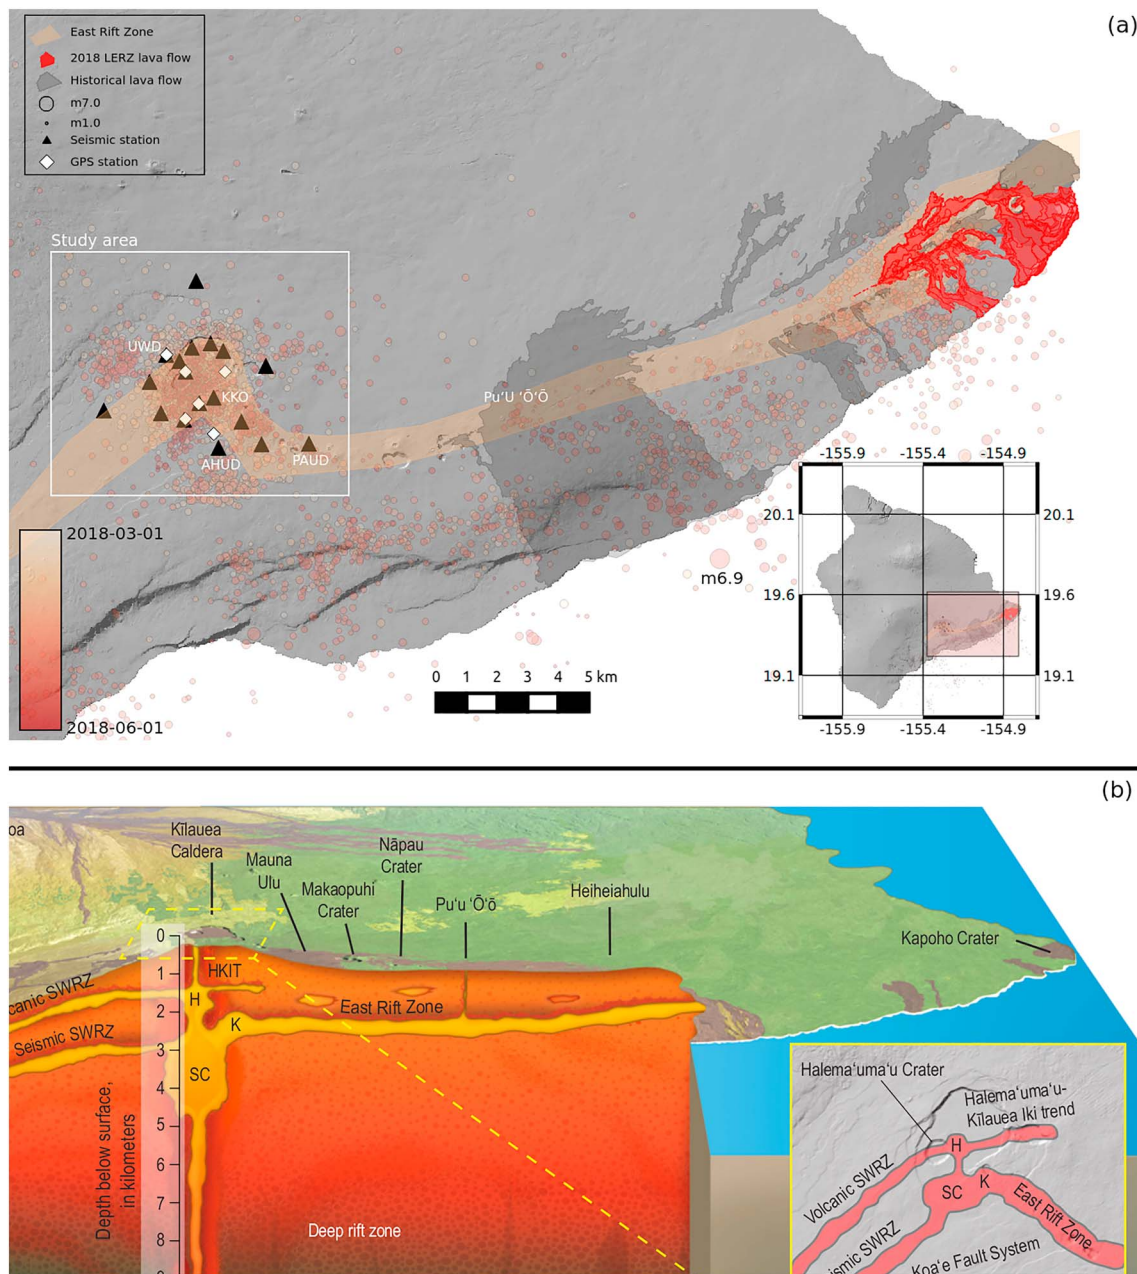 (a)
East Rift Zone
2018 LERZ lava flow
Historical lava flow
m7.0
m1.0
Seismic station
GPS station
Study area
UWD
KKO
AHUD
PAUD
Pu‘U ‘Ō‘Ō
2018-03-01
2018-06-01
m6.9
0 1 2 3 4 5 km
-155.9 -155.4 -154.9
20.1 20.1
19.6 19.6
19.1 19.1
-155.9 -155.4 -154.9
(b)
oa
Kīlauea
Caldera
Mauna
Ulu
Makaopuhi
Crater
Nāpau
Crater
Pu‘u ‘Ō‘ō
Heiheiahulu
Kapoho Crater
0
1
2
3
4
5
6
7
8
Depth below surface,
in kilometers
canic SWRZ
Seismic SWRZ
HKIT
H
K
SC
East Rift Zone
Deep rift zone
Halema‘uma‘u Crater
Halema‘uma‘u-
Kīlauea Iki trend
H
Volcanic SWRZ
SC
K
East Rift Zone
ismic SWRZ
Koa‘e Fault System